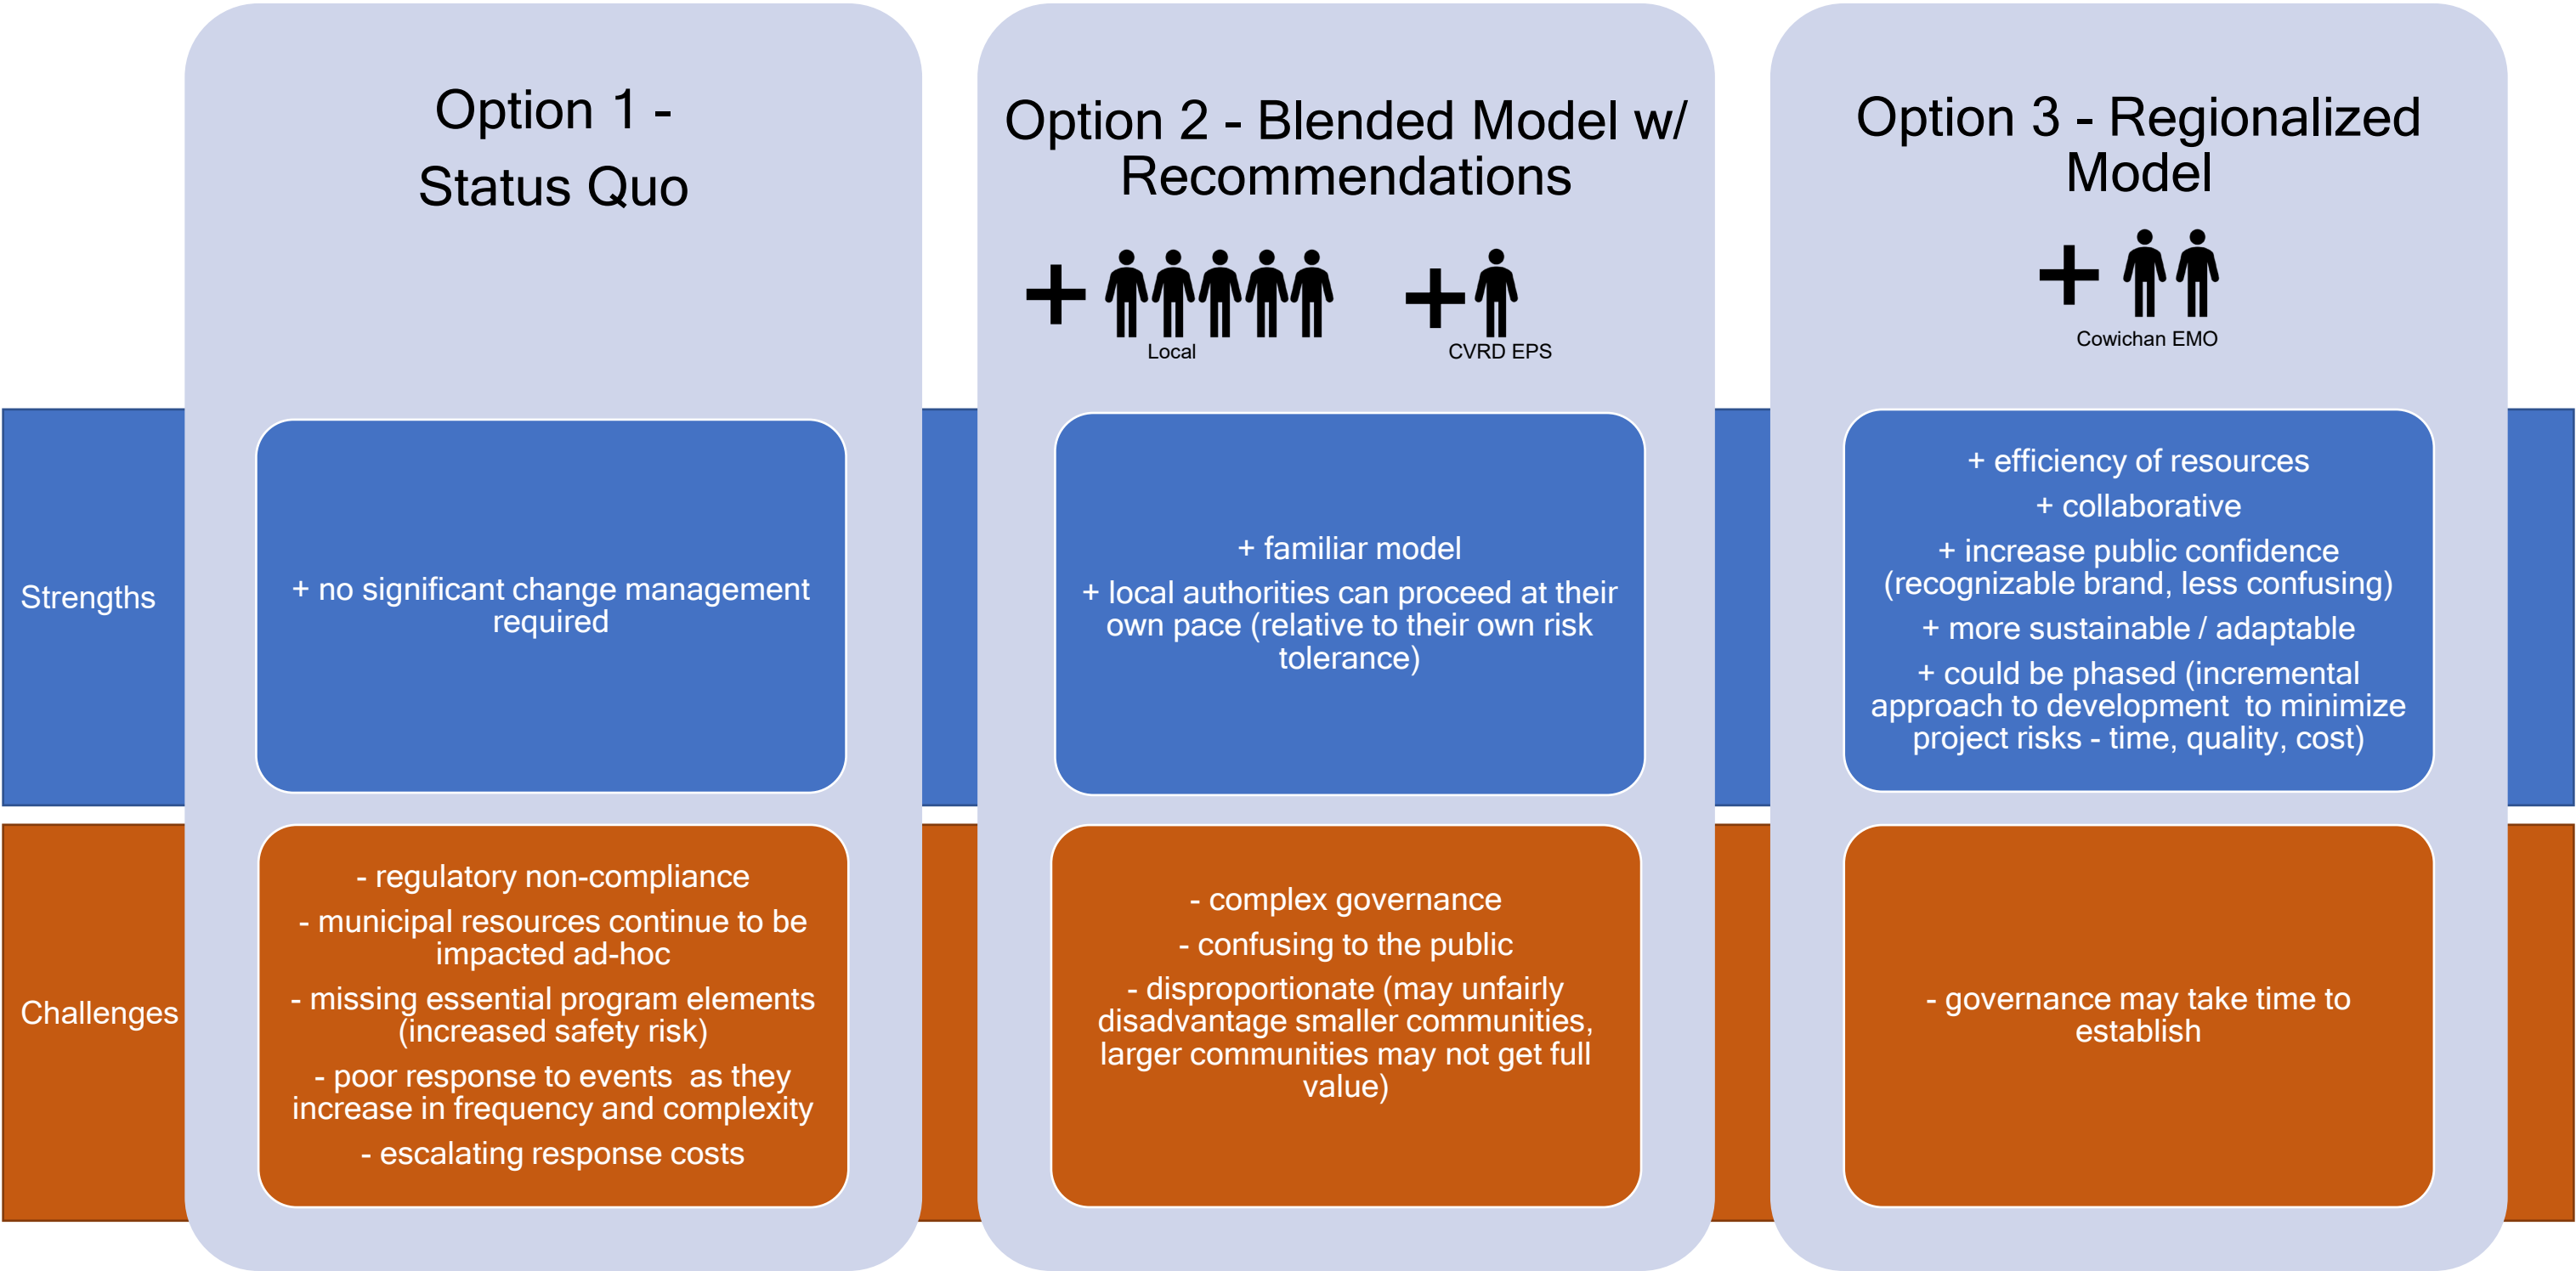 Option 1 -
Status Quo
Option 2 - Blended Model w/
Recommendations
Local
CVRD EPS
Option 3 - Regionalized
Model
Cowichan EMO
Strengths
+ no significant change management
required
+ familiar model
+ local authorities can proceed at their
own pace (relative to their own risk
tolerance)
+ efficiency of resources
+ collaborative
+ increase public confidence
(recognizable brand, less confusing)
+ more sustainable / adaptable
+ could be phased (incremental
approach to development  to minimize
project risks - time, quality, cost)
Challenges
- regulatory non-compliance
- municipal resources continue to be
impacted ad-hoc
- missing essential program elements
(increased safety risk)
- poor response to events  as they
increase in frequency and complexity
- escalating response costs
- complex governance
- confusing to the public
- disproportionate (may unfairly
disadvantage smaller communities,
larger communities may not get full
value)
- governance may take time to
establish